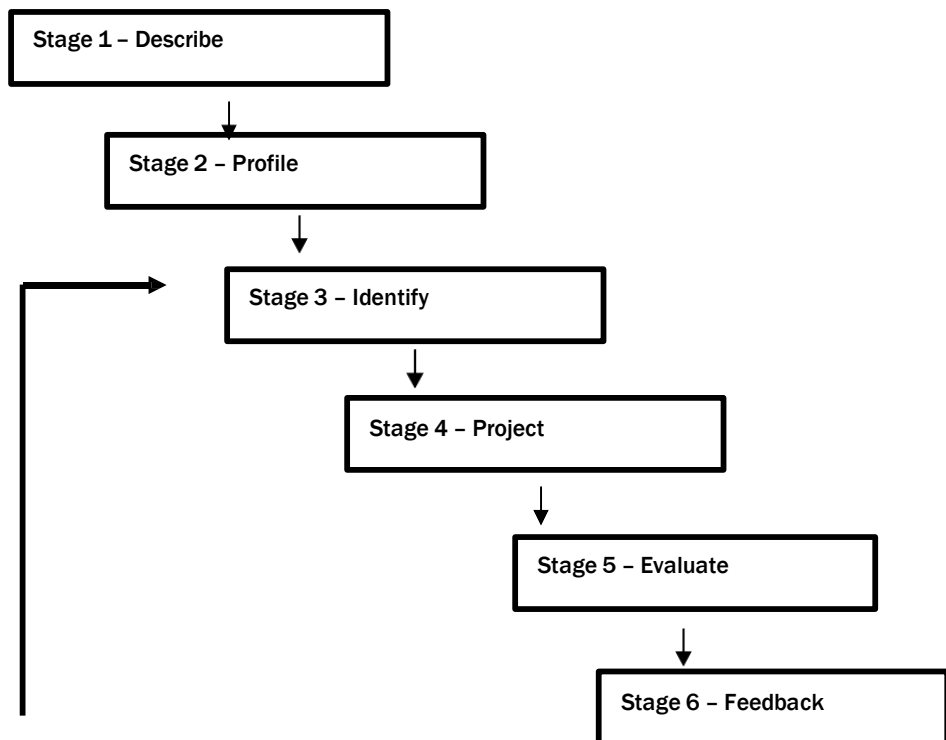 Stage 1 – Describe
Stage 2 – Profile
Stage 3 – Identify
Stage 4 – Project
Stage 5 – Evaluate
Stage 6 – Feedback